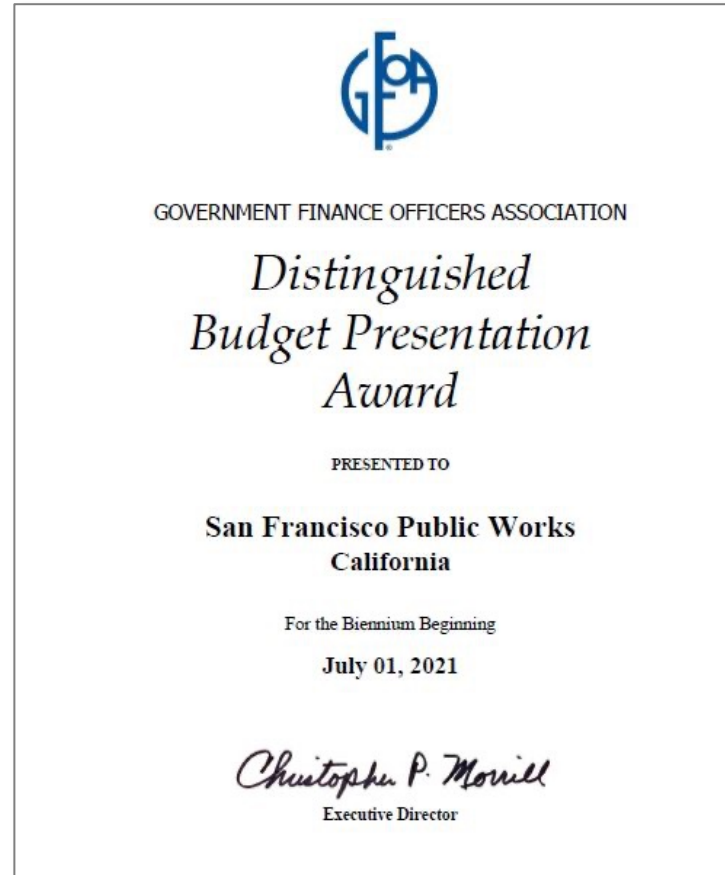 GFOA
GOVERNMENT FINANCE OFFICERS ASSOCIATION
Distinguished
Budget Presentation
Award
PRESENTED TO
San Francisco Public Works
California
For the Biennium Beginning
July 01, 2021
Christopher P. Morrill
Executive Director